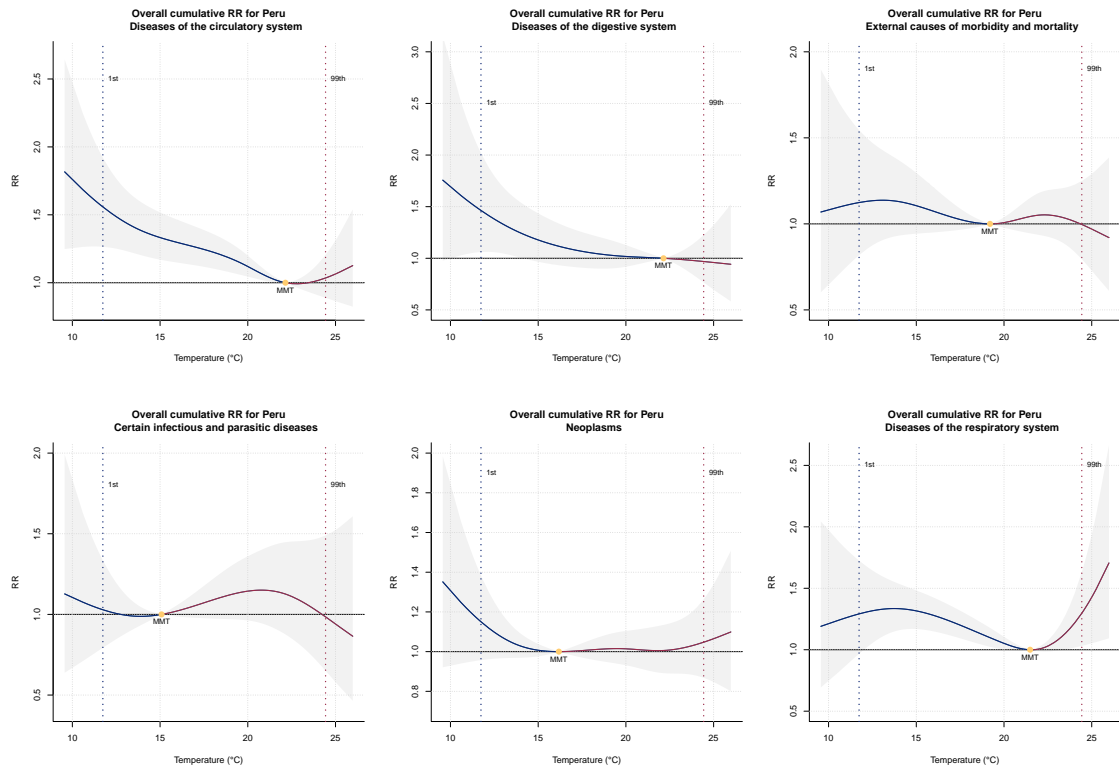 Overall cumulative RR for Peru
Diseases of the circulatory system
RR
2.5
2.0
1.5
1.0
1st
99th
MMT
10
15
20
25
Temperature (°C)
Overall cumulative RR for Peru
Diseases of the digestive system
RR
3.0
2.5
2.0
1.5
1.0
0.5
1st
99th
MMT
10
15
20
25
Temperature (°C)
Overall cumulative RR for Peru
External causes of morbidity and mortality
RR
2.0
1.5
1.0
0.5
1st
99th
MMT
10
15
20
25
Temperature (°C)
Overall cumulative RR for Peru
Certain infectious and parasitic diseases
RR
2.0
1.5
1.0
0.5
1st
99th
MMT
10
15
20
25
Temperature (°C)
Overall cumulative RR for Peru
Neoplasms
RR
2.0
1.8
1.6
1.4
1.2
1.0
0.8
1st
99th
MMT
10
15
20
25
Temperature (°C)
Overall cumulative RR for Peru
Diseases of the respiratory system
RR
2.5
2.0
1.5
1.0
0.5
1st
99th
MMT
10
15
20
25
Temperature (°C)